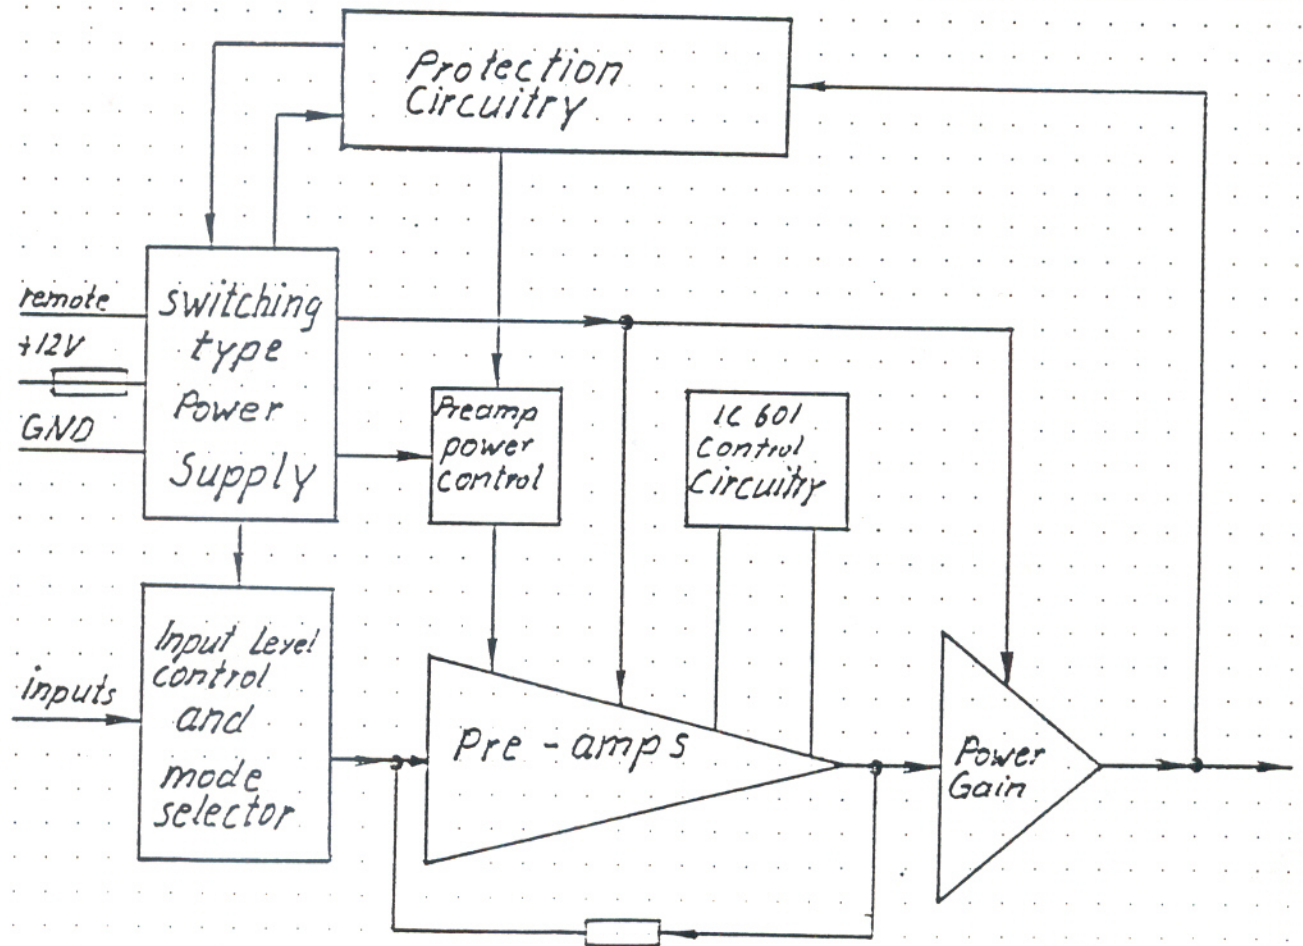 Protection
Circuitry
remote
+12V
GND
Switching
type
Power
Supply
Preamp
power
control
IC 601
Control
Circuitry
inputs
Input Level
control
and
mode
selector
Pre-amps
Power
Gain